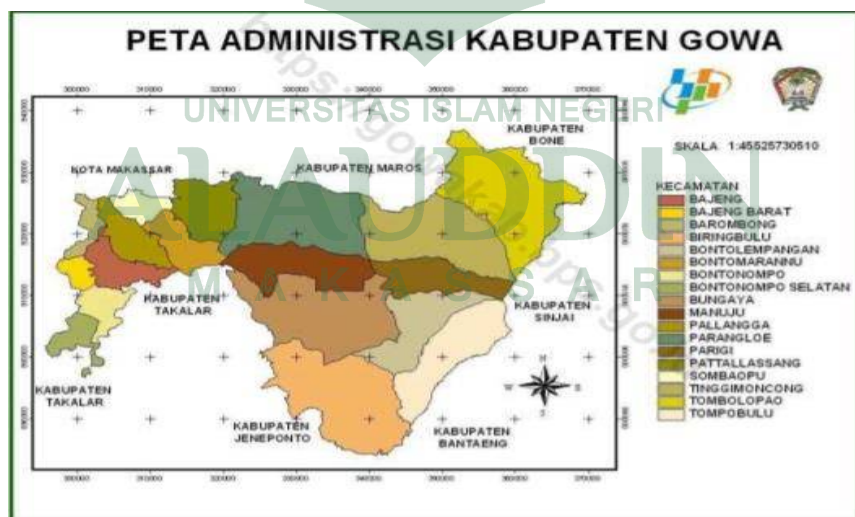 PETA ADMINISTRASI KABUPATEN GOWA
UNIVERSITAS ISLAM NEGERI
ALAUDDIN
M A K A S S A R
KOTA MAKASSAR
KABUPATEN MAROS
KABUPATEN
BONE
KABUPATEN
TAKALAR
KABUPATEN
SINJAI
KABUPATEN
TAKALAR
KABUPATEN
JENEPONTO
KABUPATEN
BANTAENG
N
W
E
S
SKALA 1:45525730510
KECAMATAN
BAJENG
BAJENG BARAT
BAROMBONG
BIRINGBULU
BONTOLEMPANGAN
BONTOMARANNU
BONTONOMPO
BONTONOMPO SELATAN
BUNGAYA
MANUJU
PALLANGGA
PARANGLOE
PARIGI
PATTALLASSANG
SOMBAOPU
TINGGIMONCONG
TOMBOLOPAO
TOMPOBULU